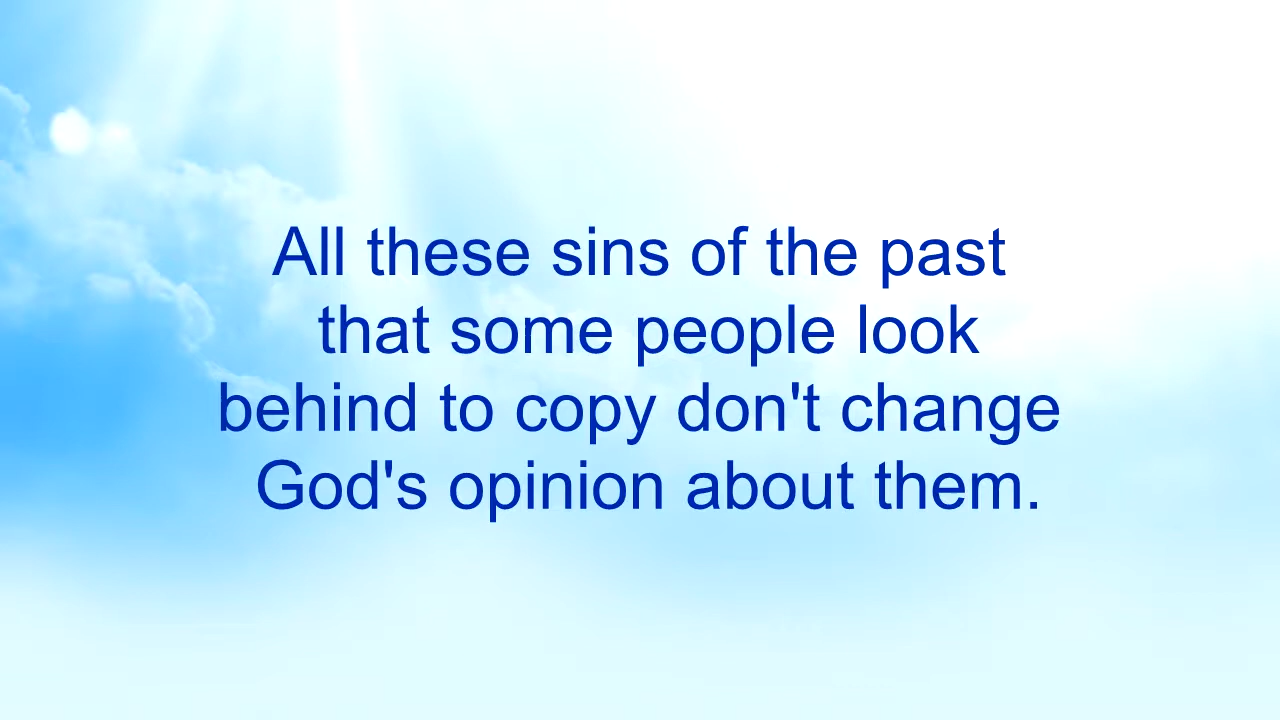 All these sins of the past
that some people look
behind to copy don't change
God's opinion about them.